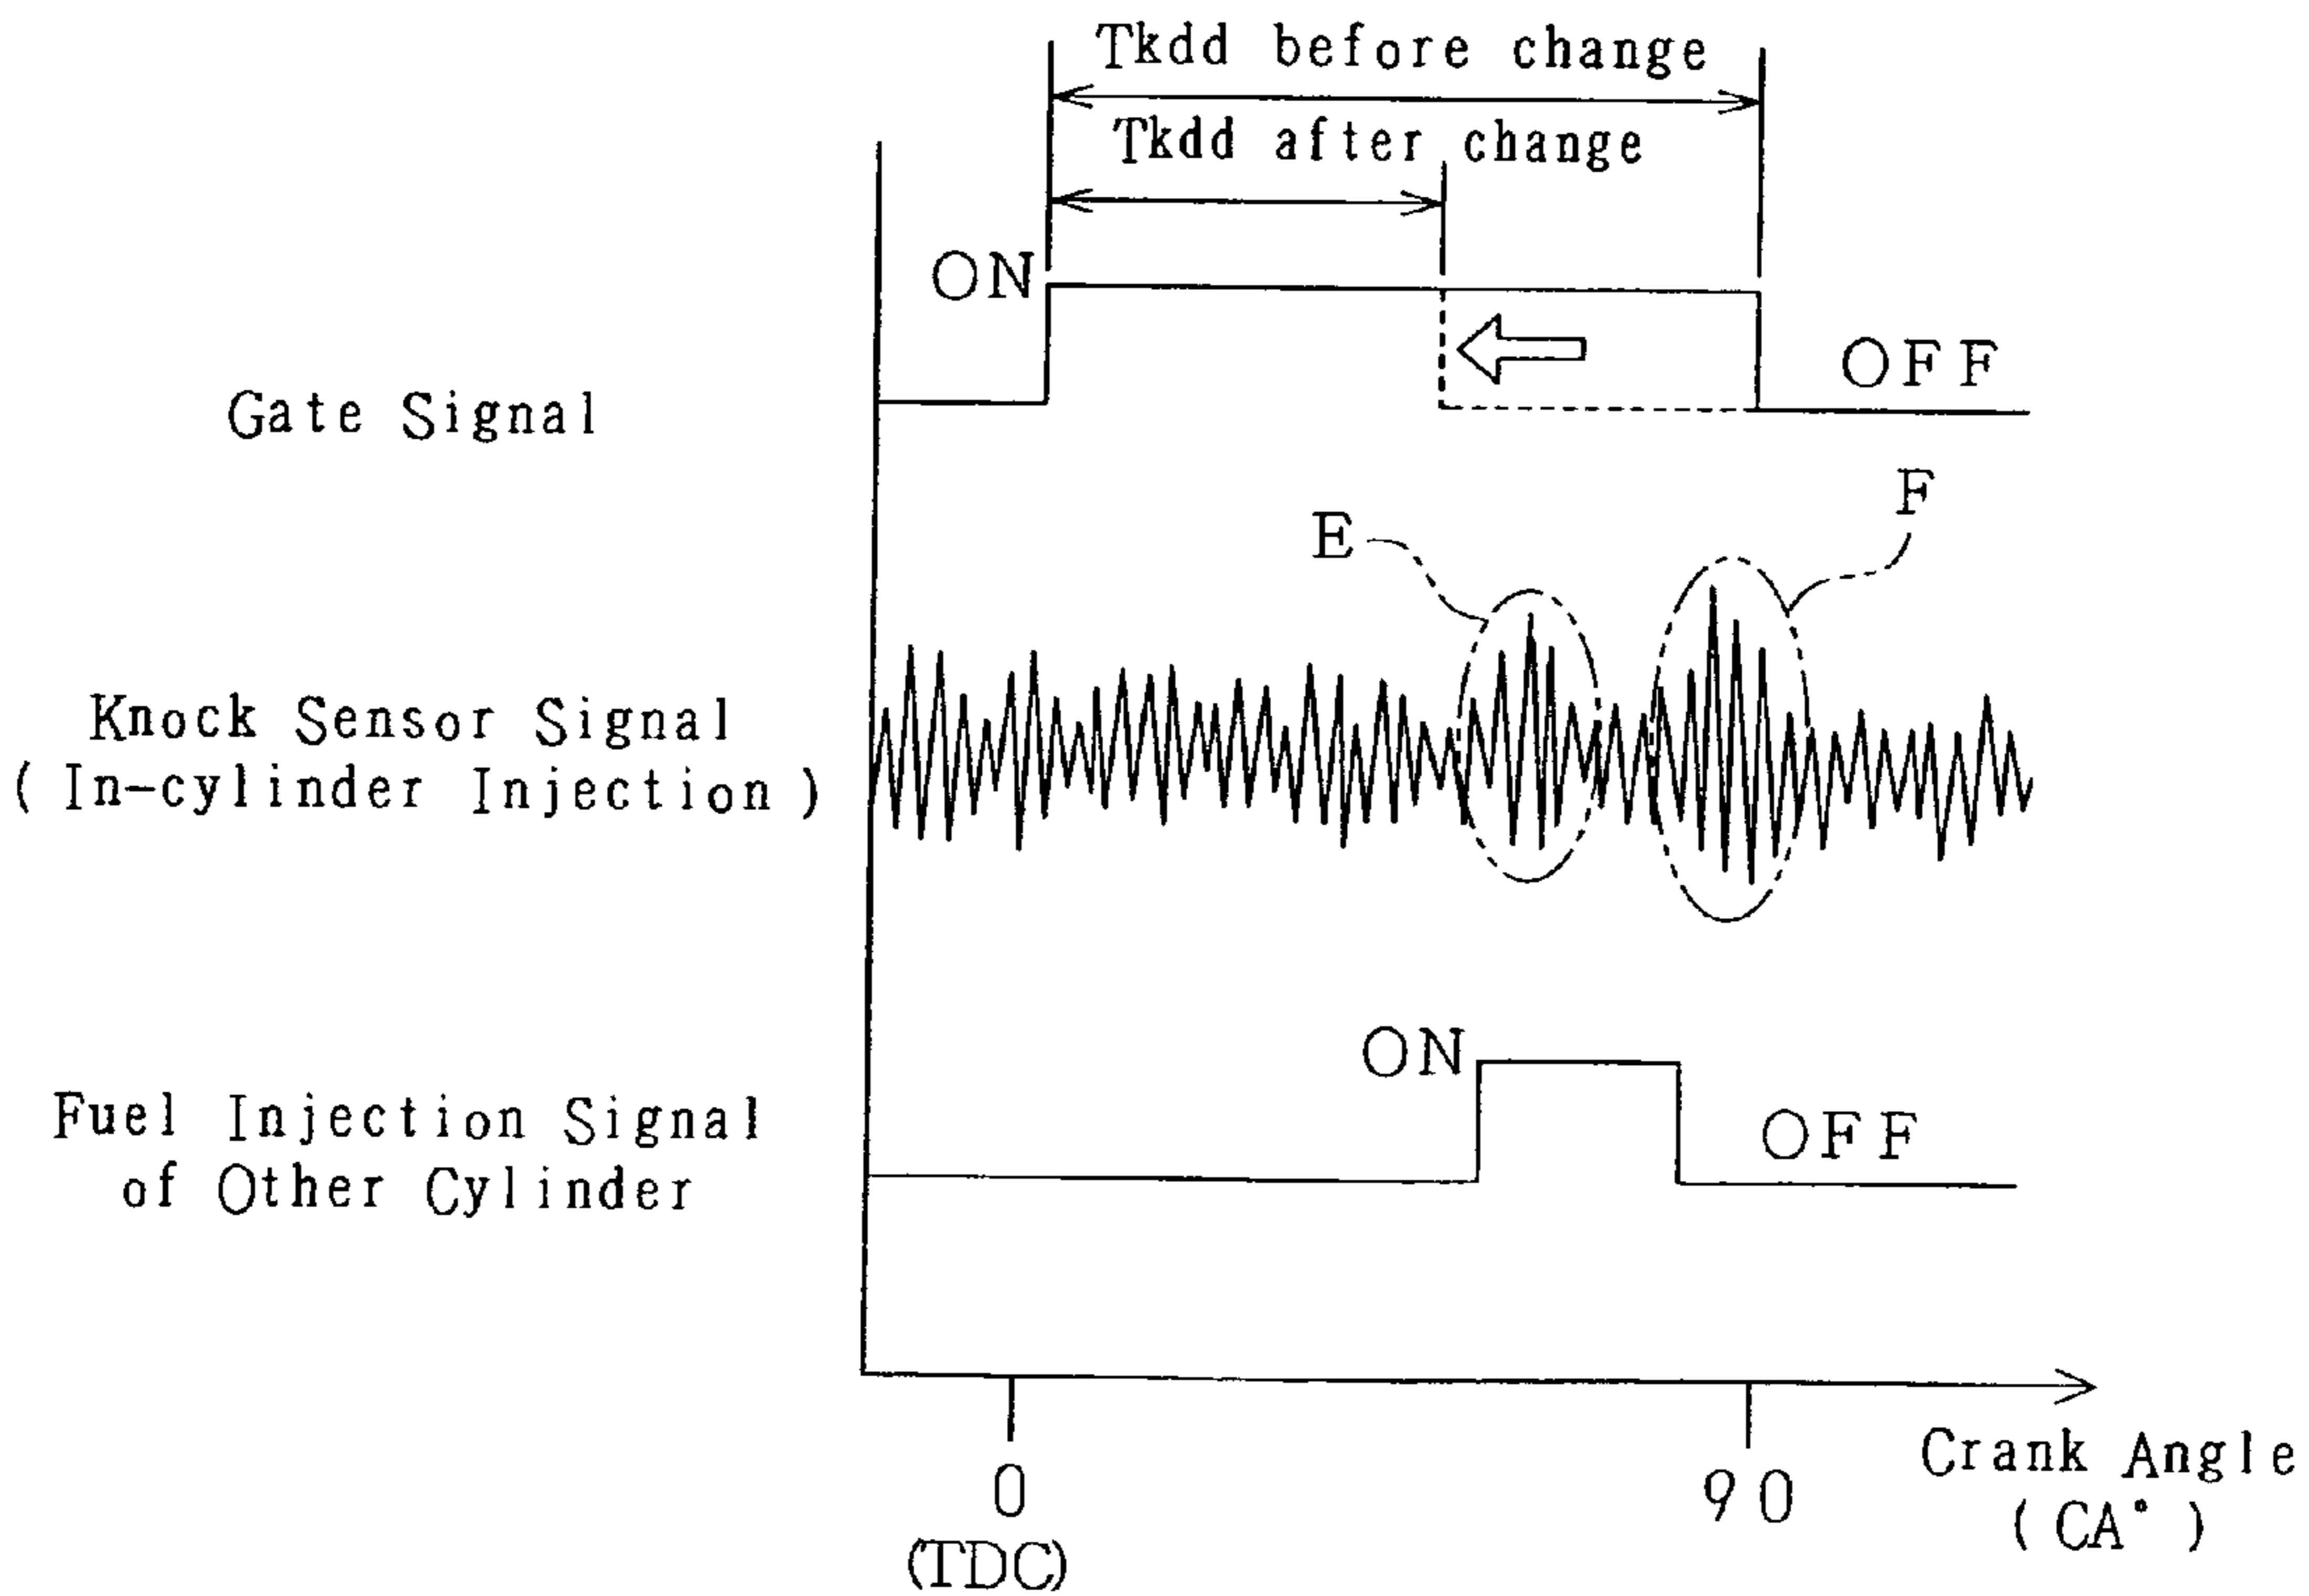 Tkdd before change
Tkdd after change
ON
OFF
Gate Signal
E
F
Knock Sensor Signal
(In-cylinder Injection)
ON
OFF
Fuel Injection Signal
of Other Cylinder
0
(TDC)
90
Crank Angle
(CA°)